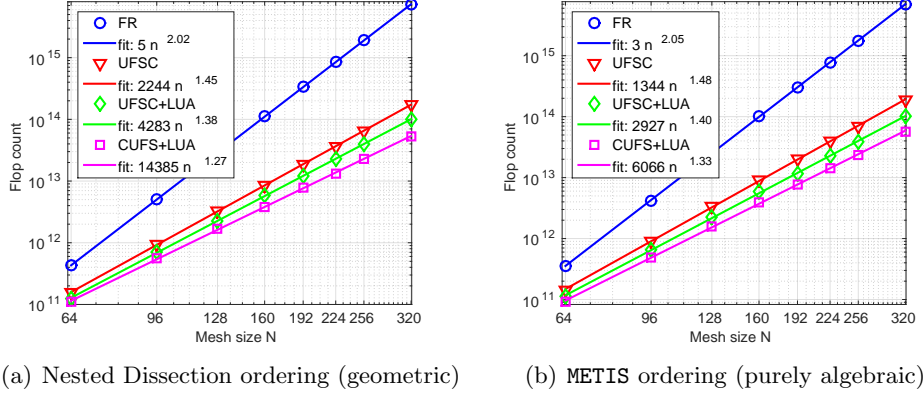 10^15
10^14
10^13
10^12
10^11
Flop count
FR
fit: 5 n^2.02
UFSC
fit: 2244 n^1.45
UFSC+LUA
fit: 4283 n^1.38
CUFS+LUA
fit: 14385 n^1.27
64 96 128 160 192 224 256 320
Mesh size N
(a) Nested Dissection ordering (geometric)
10^15
10^14
10^13
10^12
10^11
Flop count
FR
fit: 3 n^2.05
UFSC
fit: 1344 n^1.48
UFSC+LUA
fit: 2927 n^1.40
CUFS+LUA
fit: 6066 n^1.33
64 96 128 160 192 224 256 320
Mesh size N
(b) METIS ordering (purely algebraic)